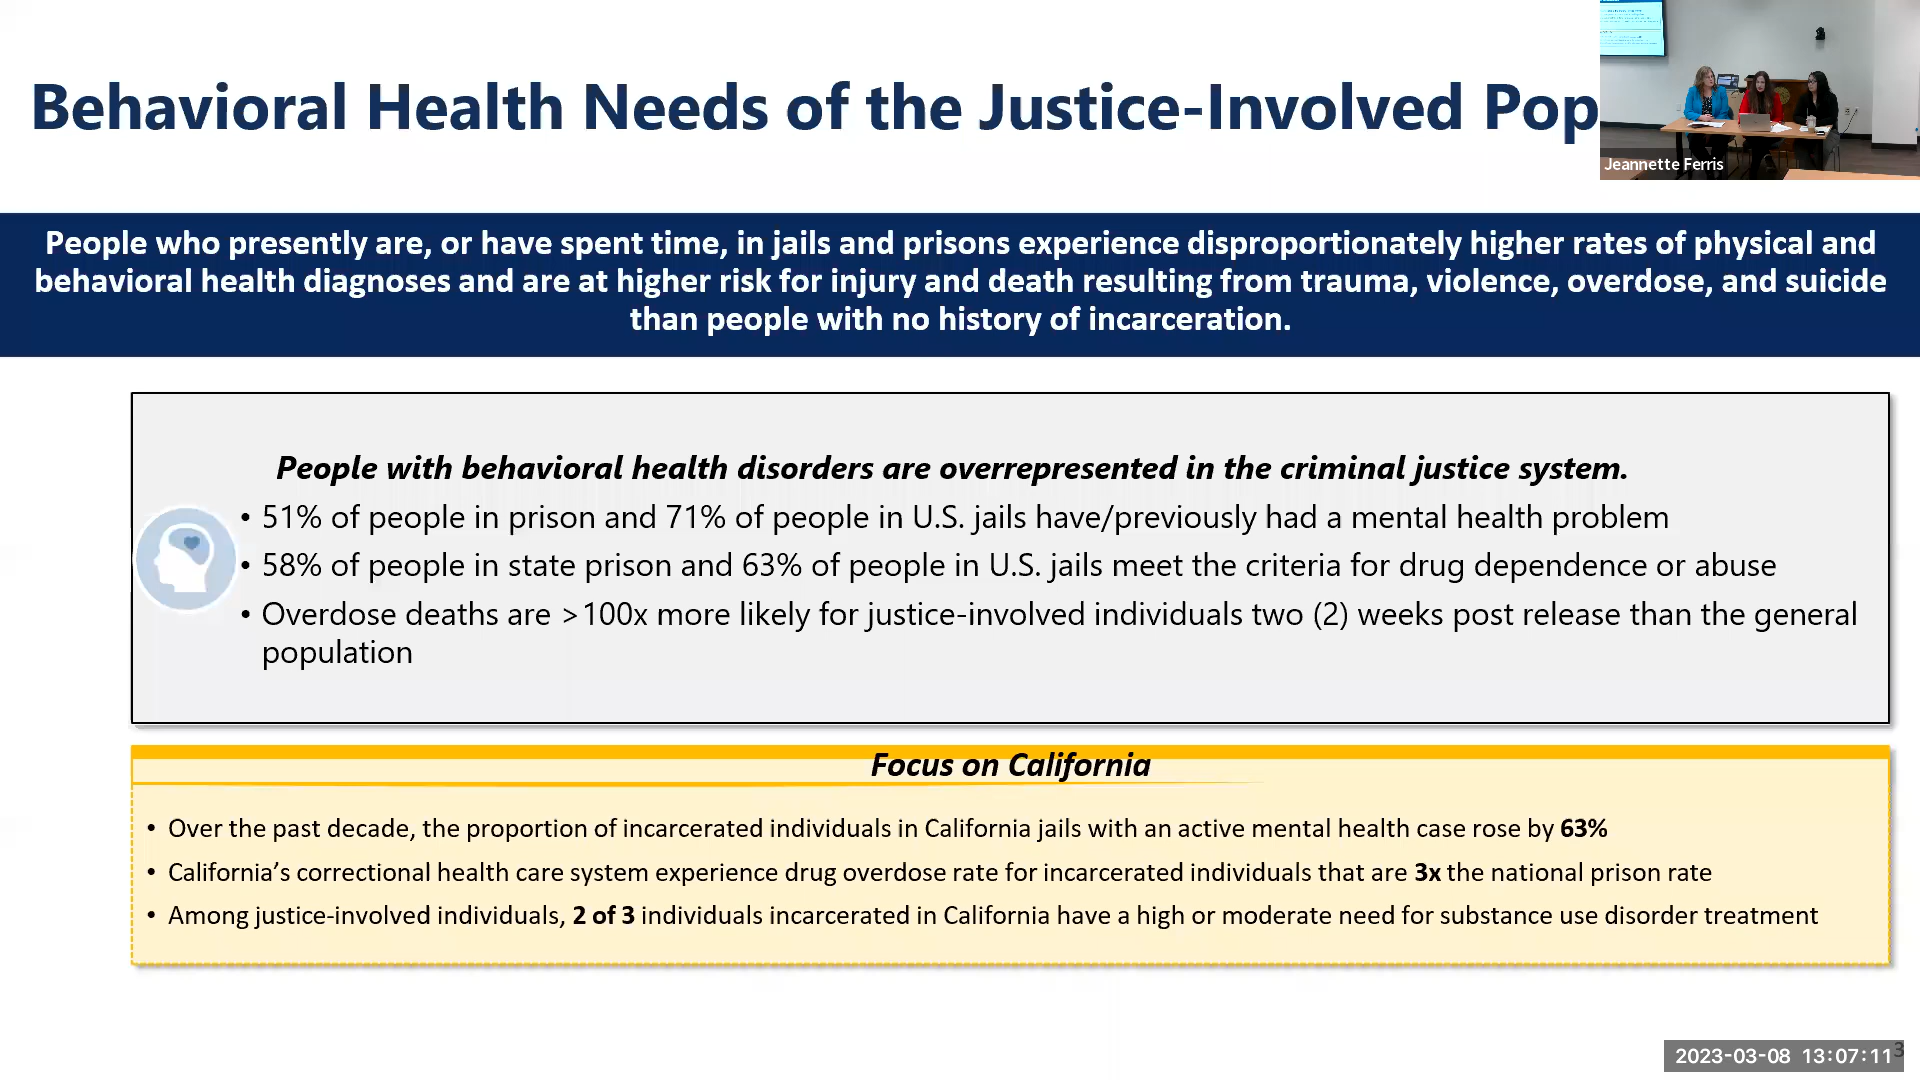 Behavioral Health Needs of the Justice-Involved Pop
Jeannette Ferris
People who presently are, or have spent time, in jails and prisons experience disproportionately higher rates of physical and
behavioral health diagnoses and are at higher risk for injury and death resulting from trauma, violence, overdose, and suicide
than people with no history of incarceration.
People with behavioral health disorders are overrepresented in the criminal justice system.
• 51% of people in prison and 71% of people in U.S. jails have/previously had a mental health problem
• 58% of people in state prison and 63% of people in U.S. jails meet the criteria for drug dependence or abuse
• Overdose deaths are >100x more likely for justice-involved individuals two (2) weeks post release than the general
population
Focus on California
• Over the past decade, the proportion of incarcerated individuals in California jails with an active mental health case rose by 63%
• California’s correctional health care system experience drug overdose rate for incarcerated individuals that are 3x the national prison rate
• Among justice-involved individuals, 2 of 3 individuals incarcerated in California have a high or moderate need for substance use disorder treatment
2023-03-08 13:07:11
3